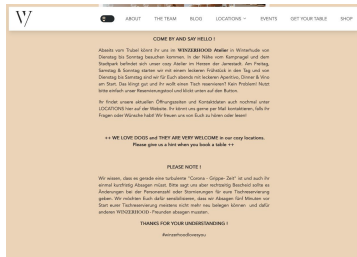 W
ABOUT THE TEAM BLOG LOCATIONS EVENTS GET YOUR TABLE SHOP
COME BY AND SAY HELLO !
Abseits vom Trubel könnt ihr uns im WINZERHOOD Atelier in Winterhude von
Dienstag bis Sonntag besuchen kommen. In der Nähe vom Kampnagel und dem
Stadtpark befindet sich unser cozy Atelier im Herzen der Jarrestadt. Am Freitag,
Samstag & Sonntag starten wir mit einem leckeren Frühstück in den Tag und von
Dienstag bis Samstag sind wir für Euch abends mit leckeren Aperitivo, Dinner & Wine
am Start. Das klingt gut und ihr wollt einen Tisch reservieren? Kein Problem! Nutzt
bitte einfach unser Reservierungstool und klickt unten auf den Button.
Ihr findet unsere aktuellen Öffnungszeiten und Kontaktdaten auch nochmal unter
LOCATIONS hier auf der Website. Ihr könnt uns gerne per Mail kontaktieren, falls ihr
Fragen oder Wünsche habt! Wir freuen uns von Euch zu hören oder lesen!
++ WE LOVE DOGS and THEY ARE VERY WELCOME in our cozy locations.
Please give us a hint when you book a table ++
PLEASE NOTE !
Wir wissen, dass es gerade eine turbulente "Corona - Grippe- Zeit" ist und auch ihr
einmal kurzfristig Absagen müsst. Bitte sagt uns aber rechtzeitig Bescheid sollte es
Änderungen bei der Personenzahl oder Stornierungen für eure Tischreservierung
geben. Wir möchten Euch dafür sensibilisieren, dass wir Absagen fünf Minuten vor
Start eurer Tischreservierung meistens nicht mehr neu belegen können und dafür
anderen WINZERHOOD- Freunden absagen mussten.
THANKS FOR YOUR UNDERSTANDING !
#winzerhoodlovesyou